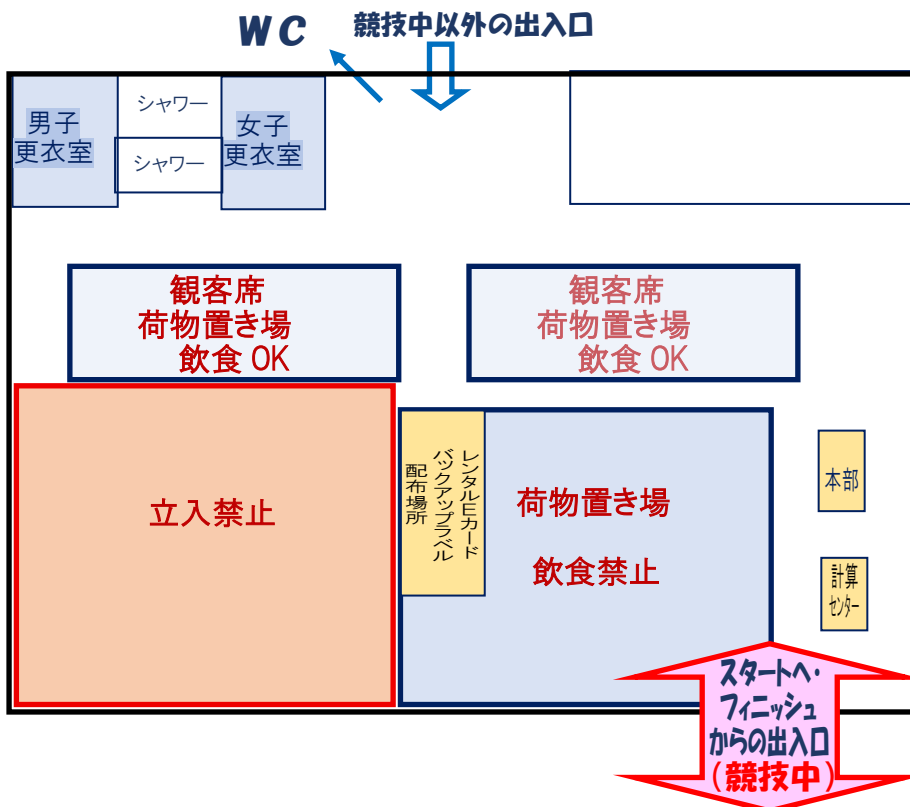 WC
競技中以外の出入口
男子
更衣室
シャワー
シャワー
女子
更衣室
観客席
荷物置き場
飲食 OK
観客席
荷物置き場
飲食 OK
立入禁止
レンタルEカード
バックアップラベル
配布場所
荷物置き場
飲食禁止
本部
計算
センター
スタートへ・
フィニッシュ
からの出入口
(競技中)